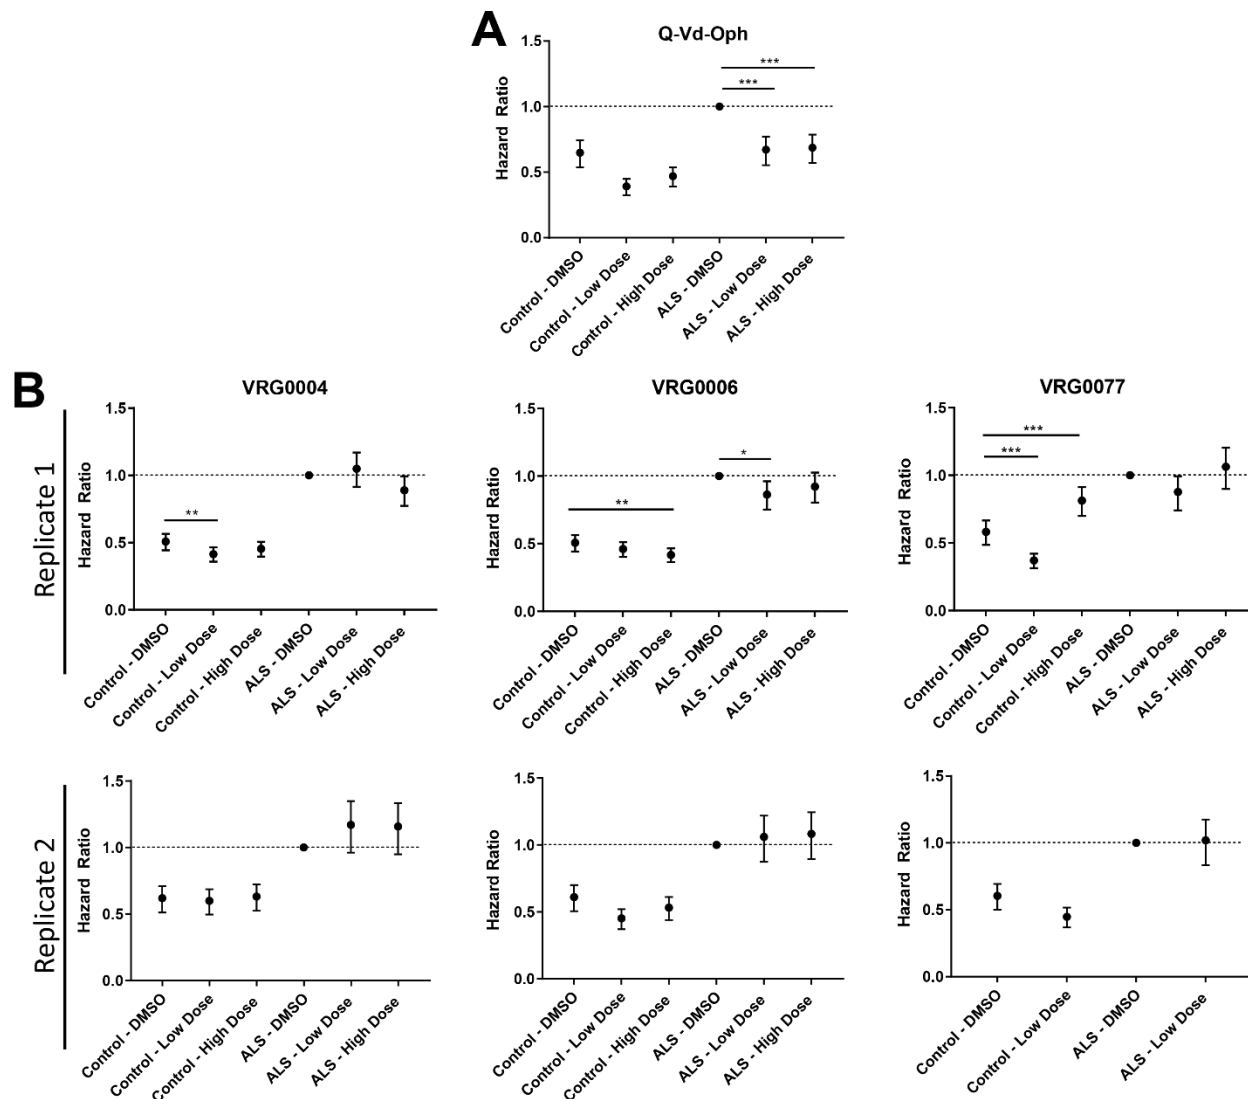 A
Q-Vd-Oph
1.5
1.0
0.5
0.0
Hazard Ratio
***
***
Control - DMSO
Control - Low Dose
Control - High Dose
ALS - DMSO
ALS - Low Dose
ALS - High Dose
B
Replicate 1
VRG0004
1.5
1.0
0.5
0.0
Hazard Ratio
**
Control - DMSO
Control - Low Dose
Control - High Dose
ALS - DMSO
ALS - Low Dose
ALS - High Dose
VRG0006
1.5
1.0
0.5
0.0
Hazard Ratio
*
**
Control - DMSO
Control - Low Dose
Control - High Dose
ALS - DMSO
ALS - Low Dose
ALS - High Dose
VRG0077
1.5
1.0
0.5
0.0
Hazard Ratio
***
***
Control - DMSO
Control - Low Dose
Control - High Dose
ALS - DMSO
ALS - Low Dose
ALS - High Dose
Replicate 2
1.5
1.0
0.5
0.0
Hazard Ratio
Control - DMSO
Control - Low Dose
Control - High Dose
ALS - DMSO
ALS - Low Dose
ALS - High Dose
1.5
1.0
0.5
0.0
Hazard Ratio
Control - DMSO
Control - Low Dose
Control - High Dose
ALS - DMSO
ALS - Low Dose
ALS - High Dose
1.5
1.0
0.5
0.0
Hazard Ratio
Control - DMSO
Control - Low Dose
ALS - DMSO
ALS - Low Dose